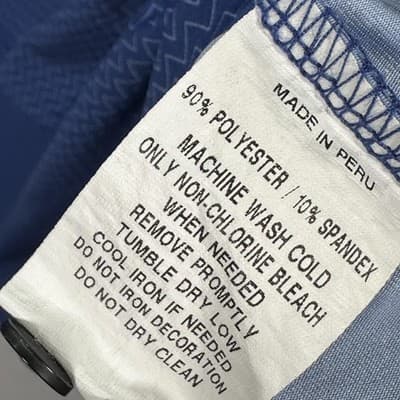 MADE IN PERU
90% POLYESTER / 10% SPANDEX
MACHINE WASH COLD
ONLY NON-CHLORINE BLEACH
WHEN NEEDED
REMOVE PROMPTLY
TUMBLE DRY LOW
COOL IRON IF NEEDED
DO NOT IRON DECORATION
DO NOT DRY CLEAN